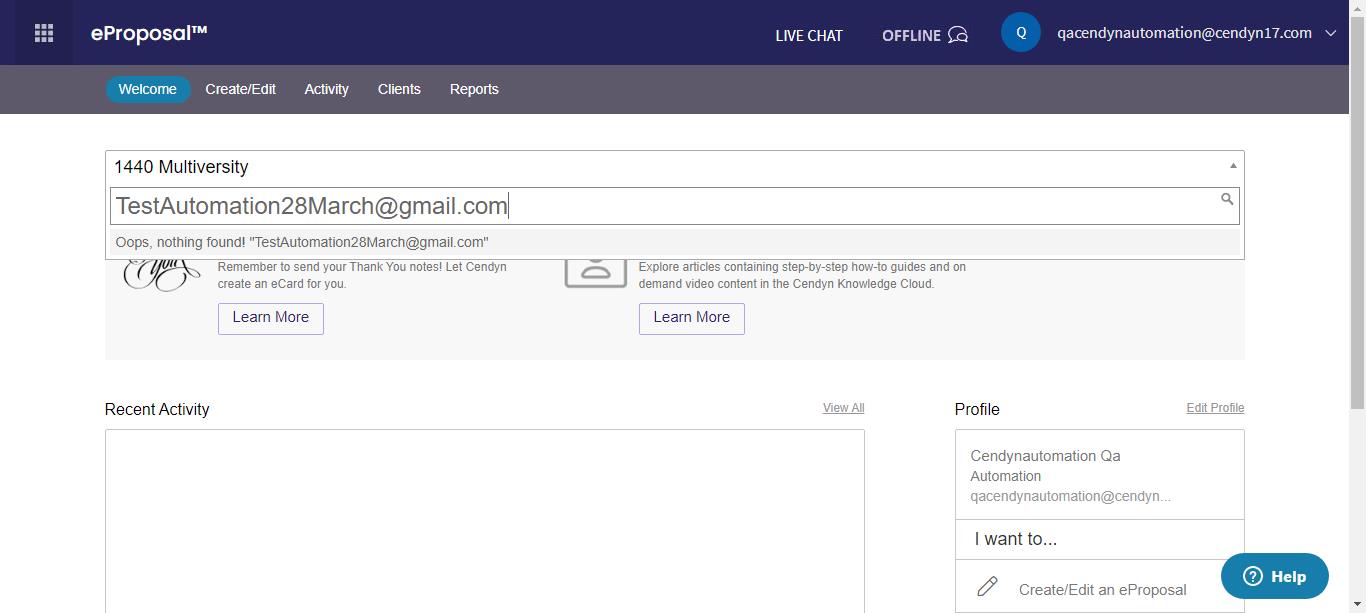 eProposal™
LIVE CHAT
OFFLINE
Q
qacendynautomation@cendyn17.com
Welcome
Create/Edit
Activity
Clients
Reports
1440 Multiversity
TestAutomation28March@gmail.com
Oops, nothing found! "TestAutomation28March@gmail.com"
you
Remember to send your Thank You notes! Let Cendyn
create an eCard for you.
Learn More
Explore articles containing step-by-step how-to guides and on
demand video content in the Cendyn Knowledge Cloud.
Learn More
Recent Activity
View All
Profile
Edit Profile
Cendynautomation Qa
Automation
qacendynautomation@cendyn...
I want to...
Create/Edit an eProposal
Help